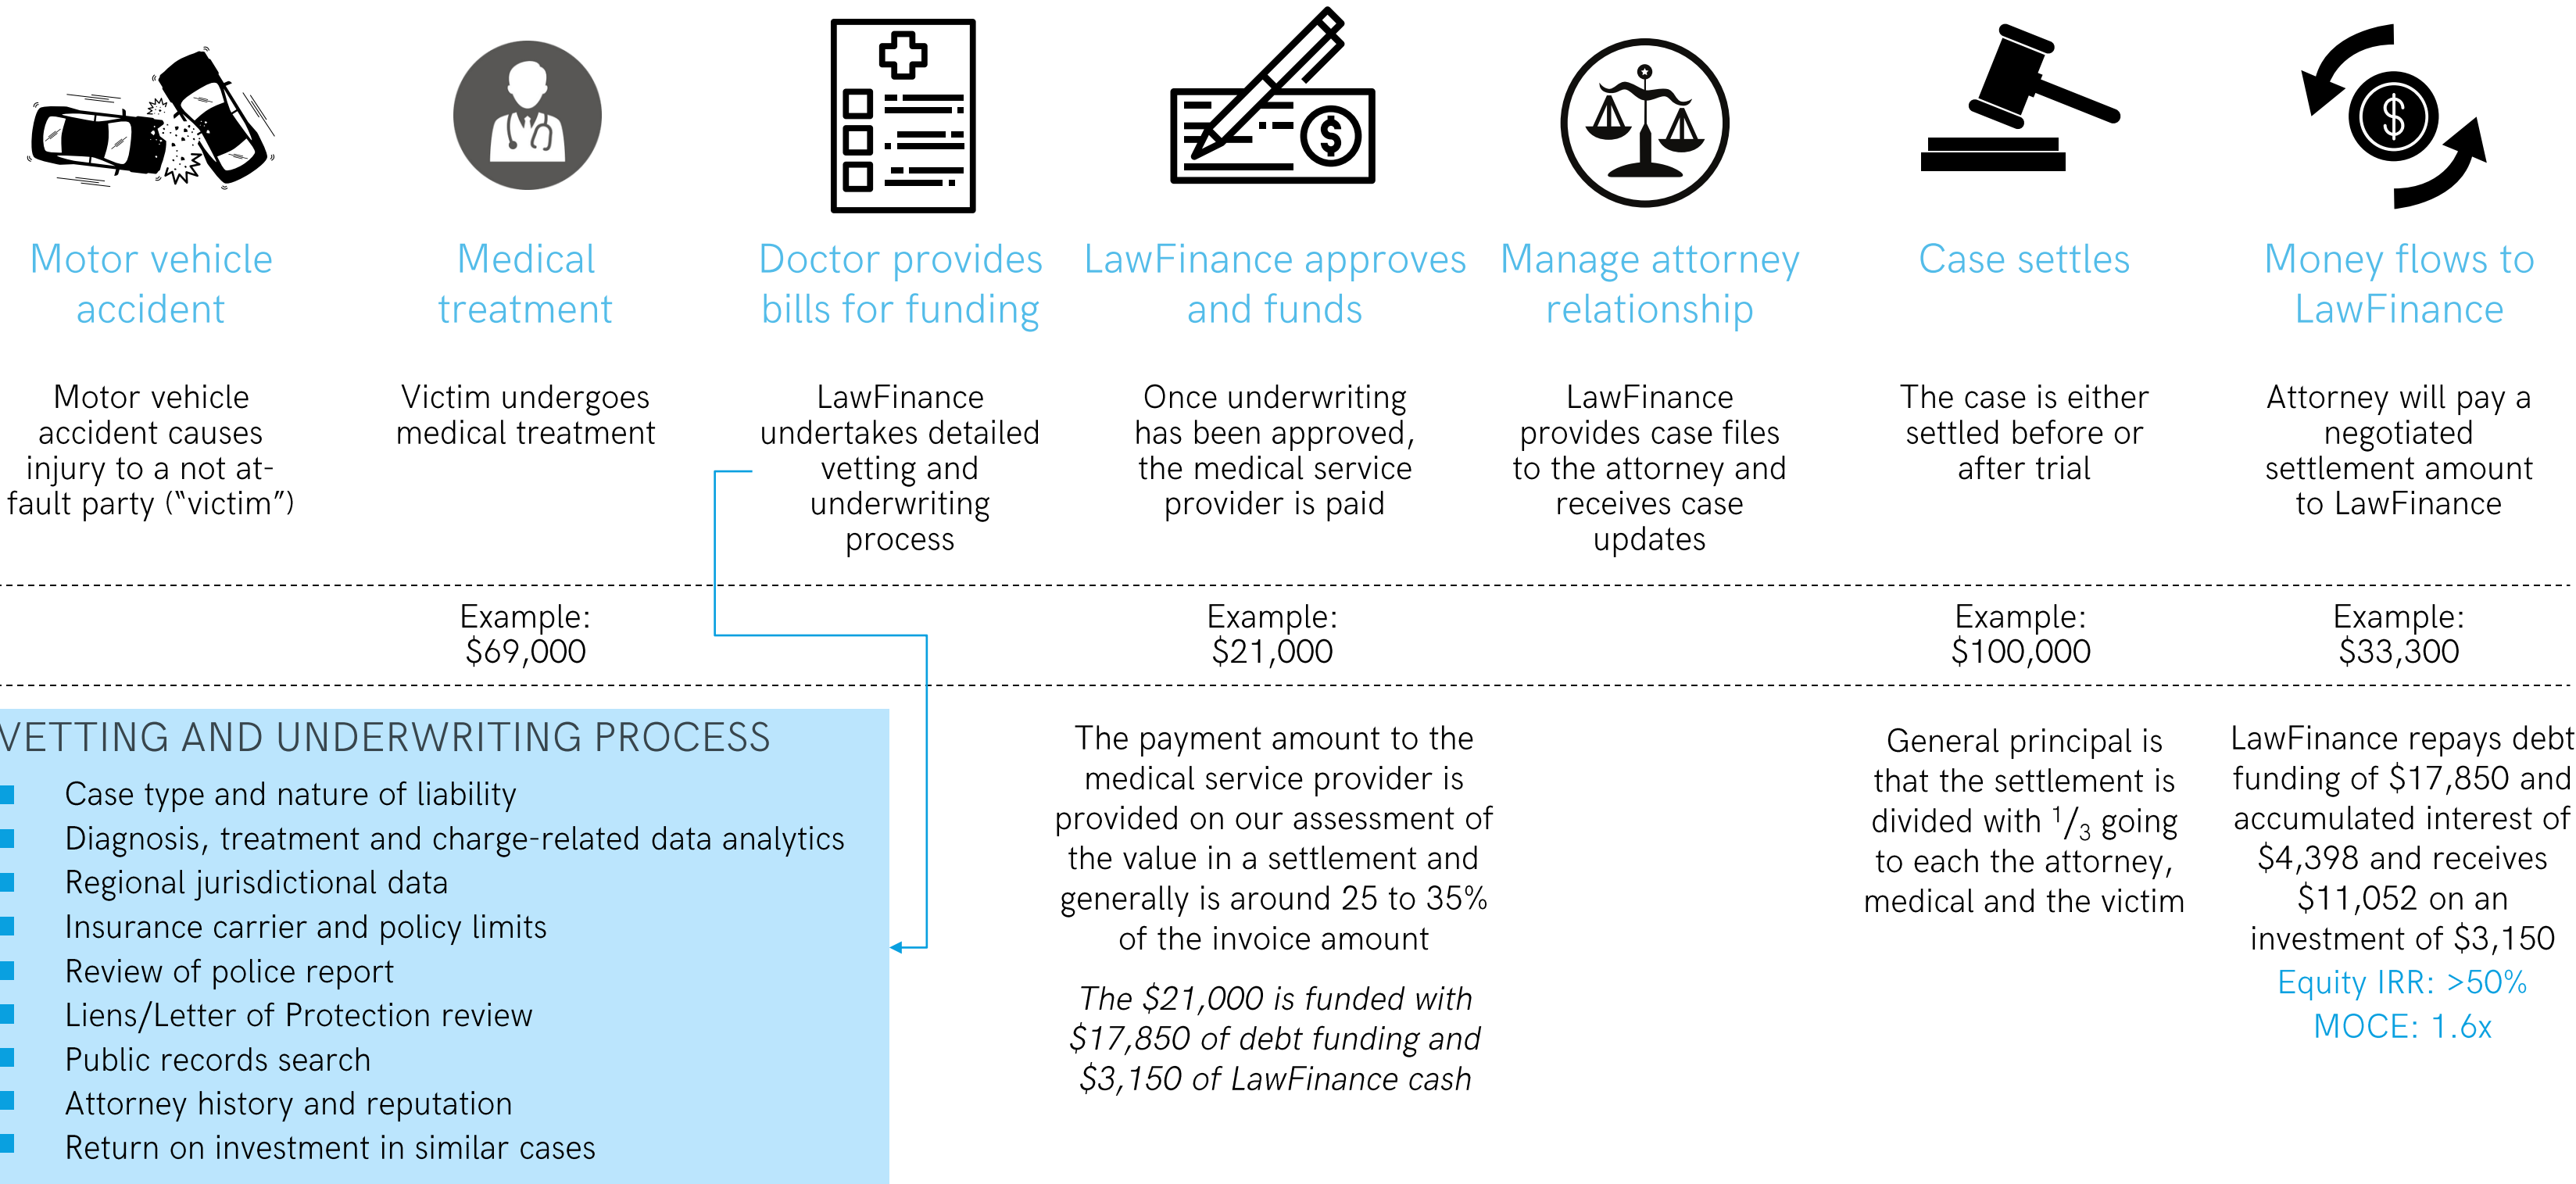 Motor vehicle
accident
Motor vehicle
accident causes
injury to a not at-
fault party (“victim”)
Medical
treatment
Victim undergoes
medical treatment
Example:
$69,000
Doctor provides
bills for funding
LawFinance
undertakes detailed
vetting and
underwriting
process
LawFinance approves
and funds
Once underwriting
has been approved,
the medical service
provider is paid
Example:
$21,000
The payment amount to the
medical service provider is
provided on our assessment of
the value in a settlement and
generally is around 25 to 35%
of the invoice amount
The $21,000 is funded with
$17,850 of debt funding and
$3,150 of LawFinance cash
Manage attorney
relationship
LawFinance
provides case files
to the attorney and
receives case
updates
Case settles
The case is either
settled before or
after trial
Example:
$100,000
General principal is
that the settlement is
divided with 1/3 going
to each the attorney,
medical and the victim
Money flows to
LawFinance
Attorney will pay a
negotiated
settlement amount
to LawFinance
Example:
$33,300
LawFinance repays debt
funding of $17,850 and
accumulated interest of
$4,398 and receives
$11,052 on an
investment of $3,150
Equity IRR: >50%
MOCE: 1.6x
VETTING AND UNDERWRITING PROCESS
Case type and nature of liability
Diagnosis, treatment and charge-related data analytics
Regional jurisdictional data
Insurance carrier and policy limits
Review of police report
Liens/Letter of Protection review
Public records search
Attorney history and reputation
Return on investment in similar cases